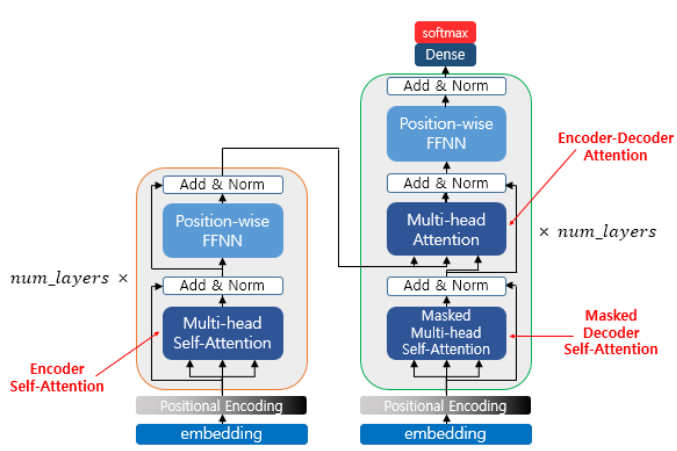 softmax
Dense
Add & Norm
Position-wise
FFNN
Encoder-Decoder
Attention
Add & Norm
Multi-head
Attention
× num_layers
Add & Norm
Masked
Multi-head
Self-Attention
Masked
Decoder
Self-Attention
Positional Encoding
embedding
Add & Norm
Position-wise
FFNN
num_layers ×
Add & Norm
Multi-head
Self-Attention
Encoder
Self-Attention
Positional Encoding
embedding